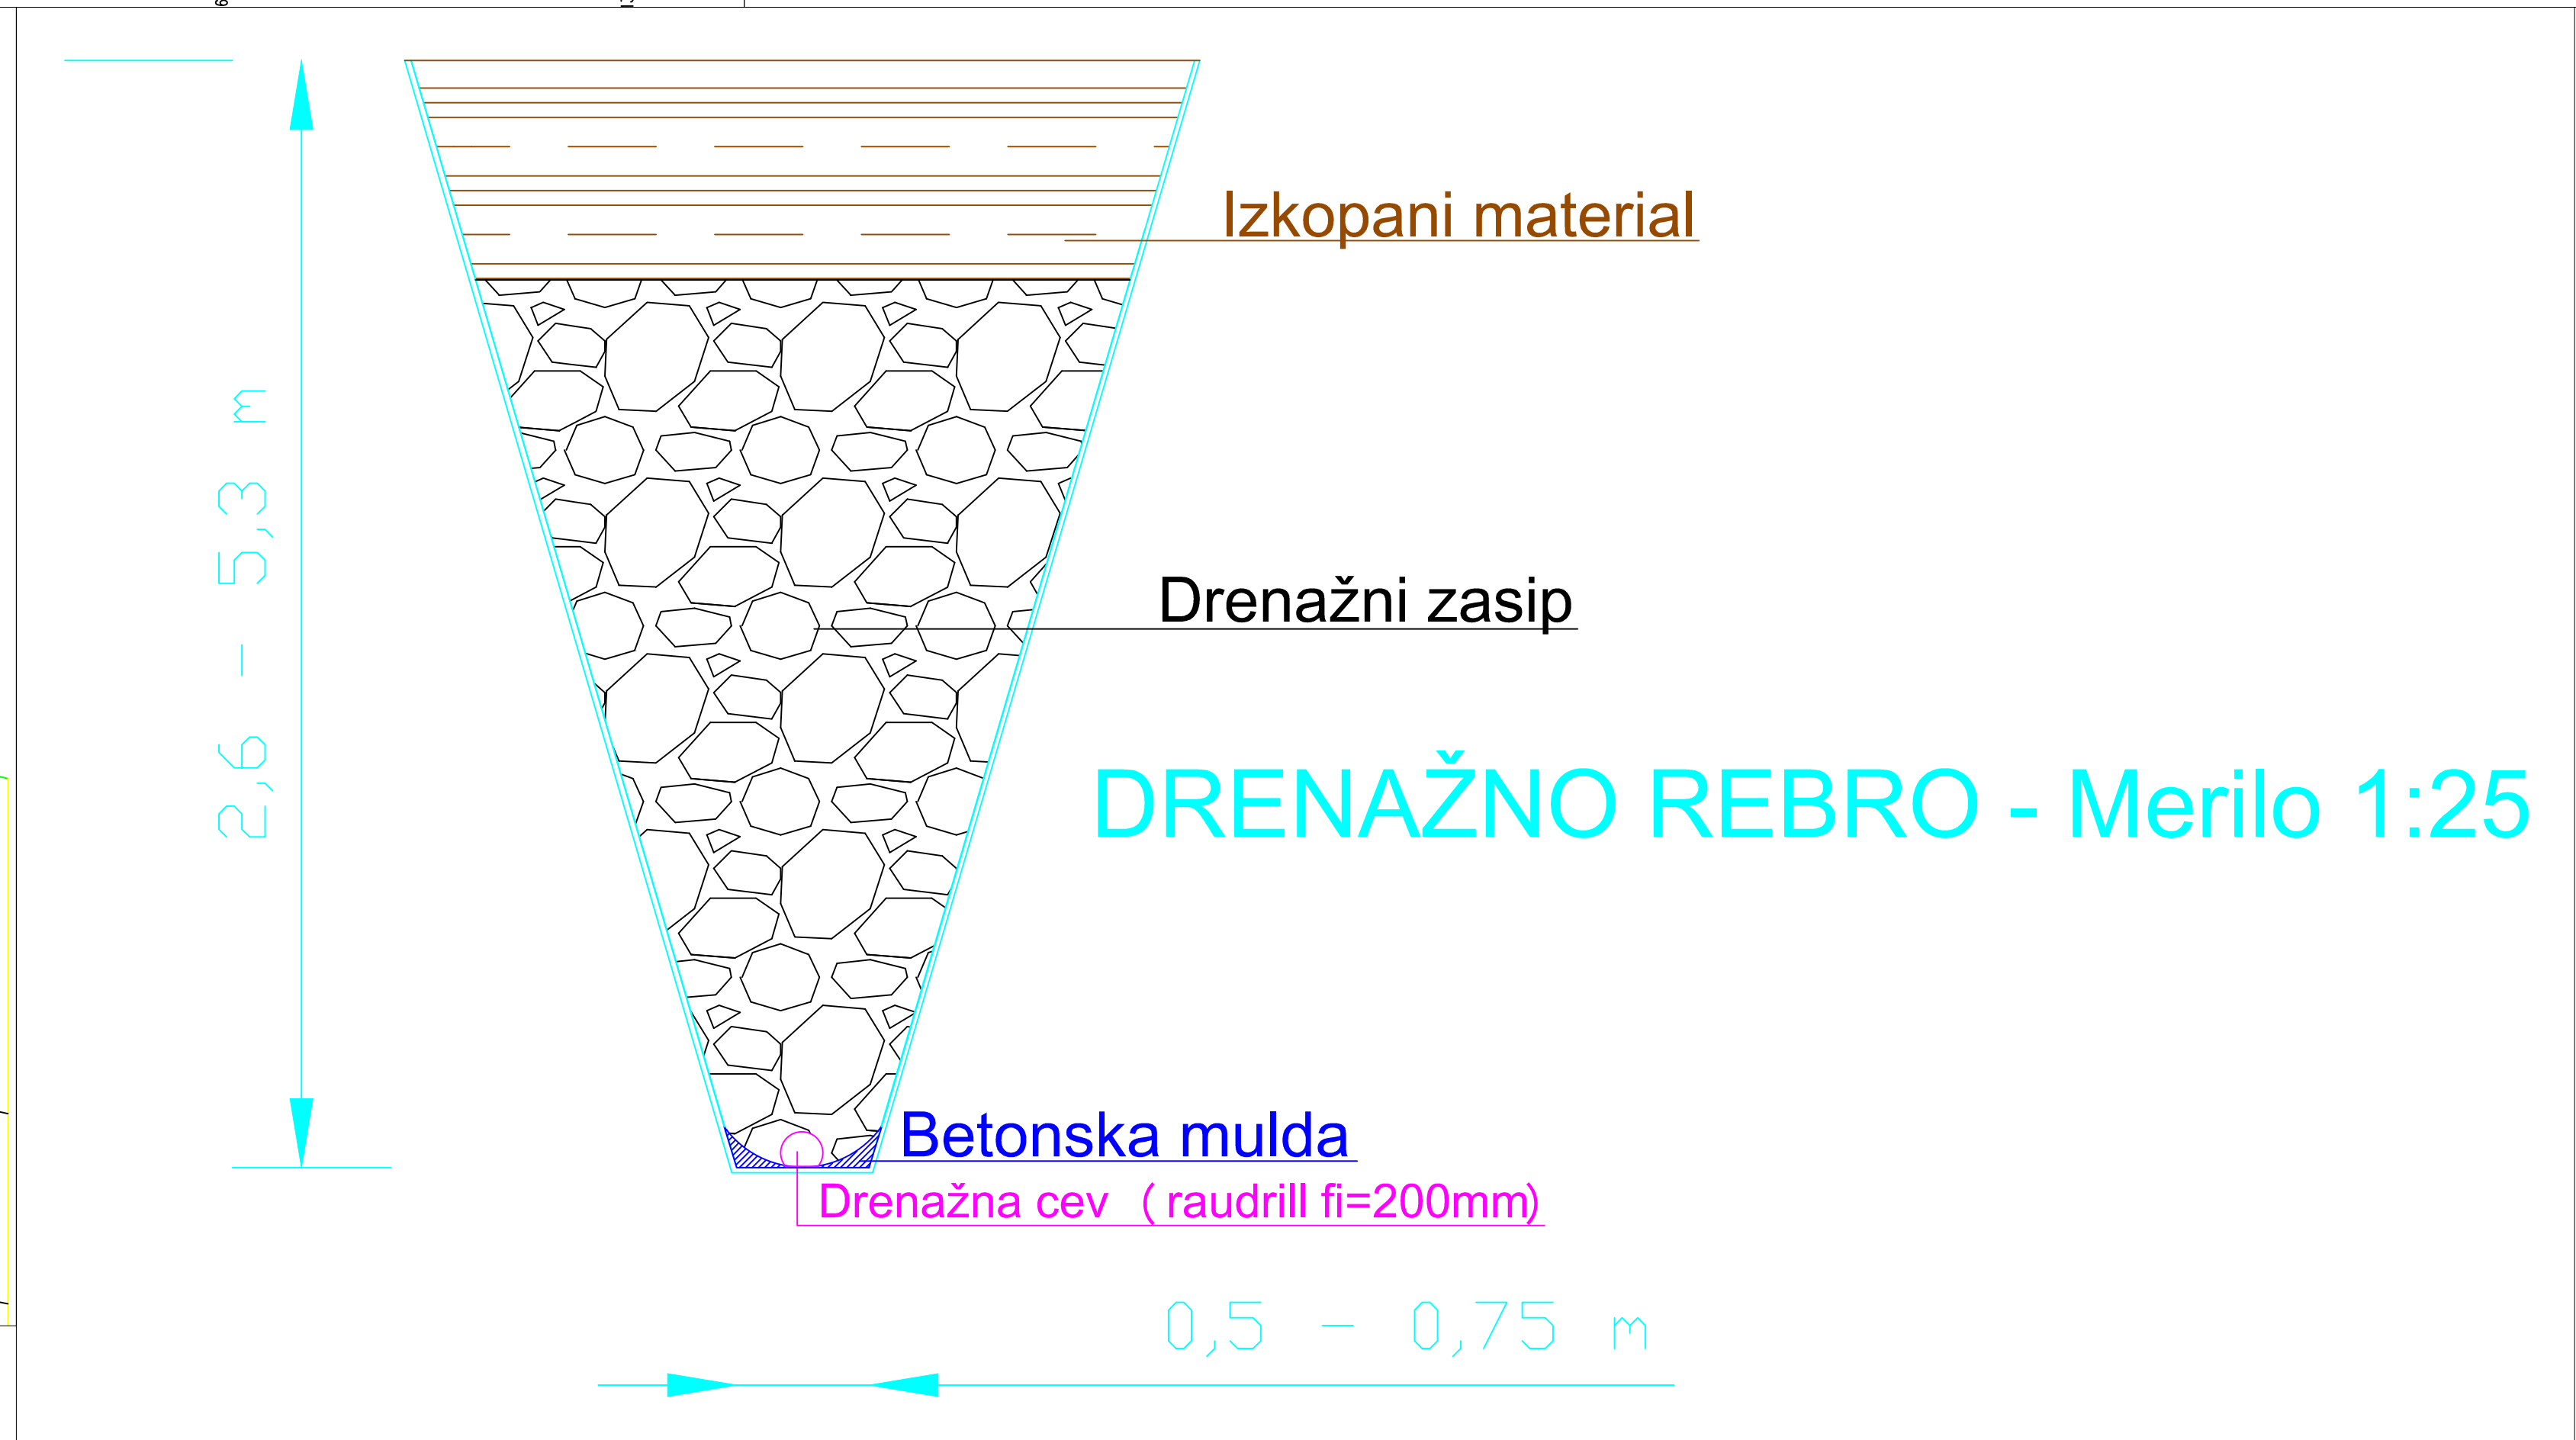 Izkopani material
2,6 - 5,3 m
Drenažni zasip
DRENAŽNO REBRO - Merilo 1:25
Betonska mulda
Drenažna cev ( raudrill fi=200mm)
0,5 - 0,75 m